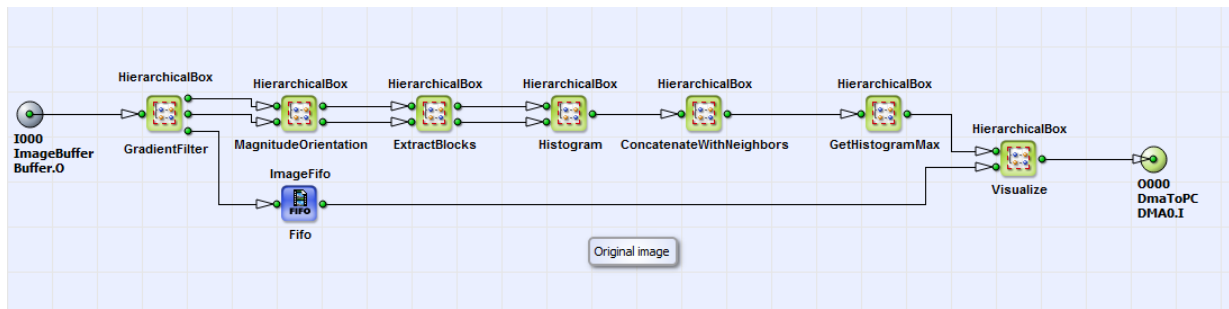 HierarchicalBox
GradientFilter
HierarchicalBox
MagnitudeOrientation
HierarchicalBox
ExtractBlocks
HierarchicalBox
Histogram
HierarchicalBox
ConcatenateWithNeighbors
HierarchicalBox
GetHistogramMax
HierarchicalBox
Visualize
I000
ImageBuffer
Buffer.O
ImageFifo
FIFO
Fifo
Original image
O000
DmaToPC
DMA0.I